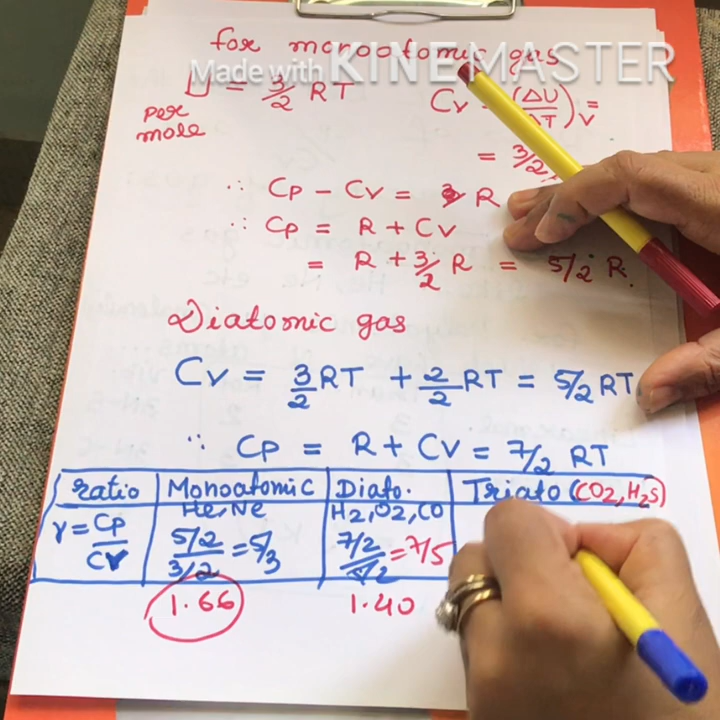 for monoatomic gas
Made with KINEMASTER
U = 3/2 RT
per mole
Cv = (ΔU/ΔT)v =
= 3/2
∴ Cp - Cv = R
∴ Cp = R + Cv
= R + 3/2 R = 5/2 R.
Diatomic gas
Cv = 3/2 RT + 2/2 RT = 5/2 RT
∴ Cp = R + Cv = 7/2 RT
ratio Monoatomic Diato. Triato (CO2, H2S)
He, Ne H2, O2, CO
γ = Cp/Cv 5/2 / 3/2 = 5/3 7/2 / 5/2 = 7/5
1.66 1.40